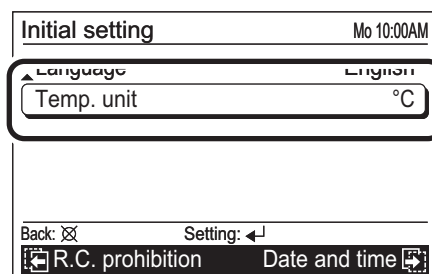 Initial setting Mo 10:00AM
Language English
Temp. unit °C
Back: Setting:
R.C. prohibition Date and time